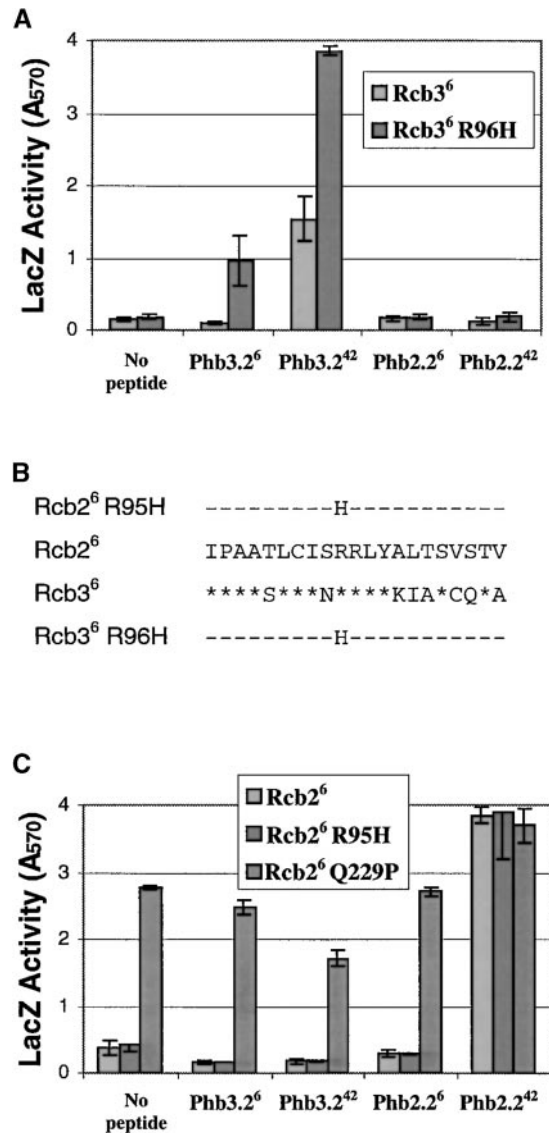 A
LacZ Activity (A570)
4
3
2
1
0
Rcb3⁶
Rcb3⁶ R96H
No peptide
Phb3.2⁶
Phb3.2⁴²
Phb2.2⁶
Phb2.2⁴²
B
Rcb2⁶ R95H ---------H-----------
Rcb2⁶ IPAATLCISRRLYALTSVSTV
Rcb3⁶ ****S***N****KIA*CQ*A
Rcb3⁶ R96H ---------H-----------
C
LacZ Activity (A570)
4
3
2
1
0
Rcb2⁶
Rcb2⁶ R95H
Rcb2⁶ Q229P
No peptide
Phb3.2⁶
Phb3.2⁴²
Phb2.2⁶
Phb2.2⁴²